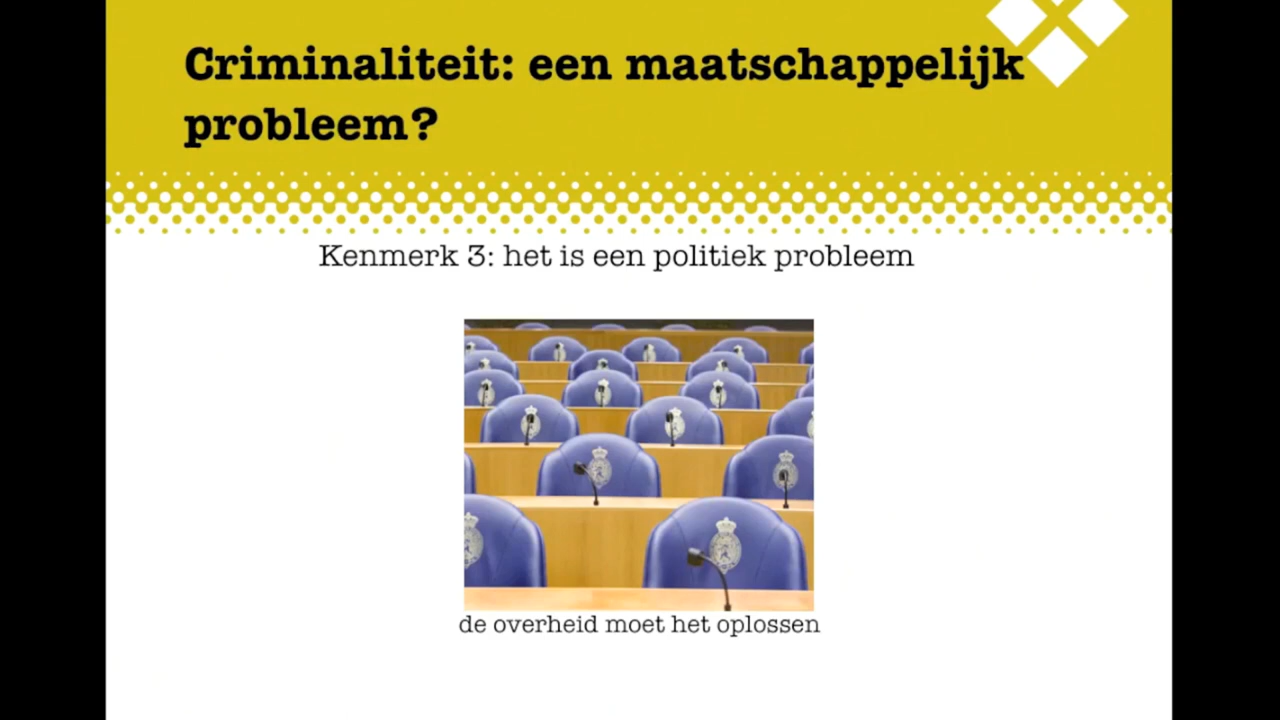 Criminaliteit: een maatschappelijk
probleem?
Kenmerk 3: het is een politiek probleem
de overheid moet het oplossen